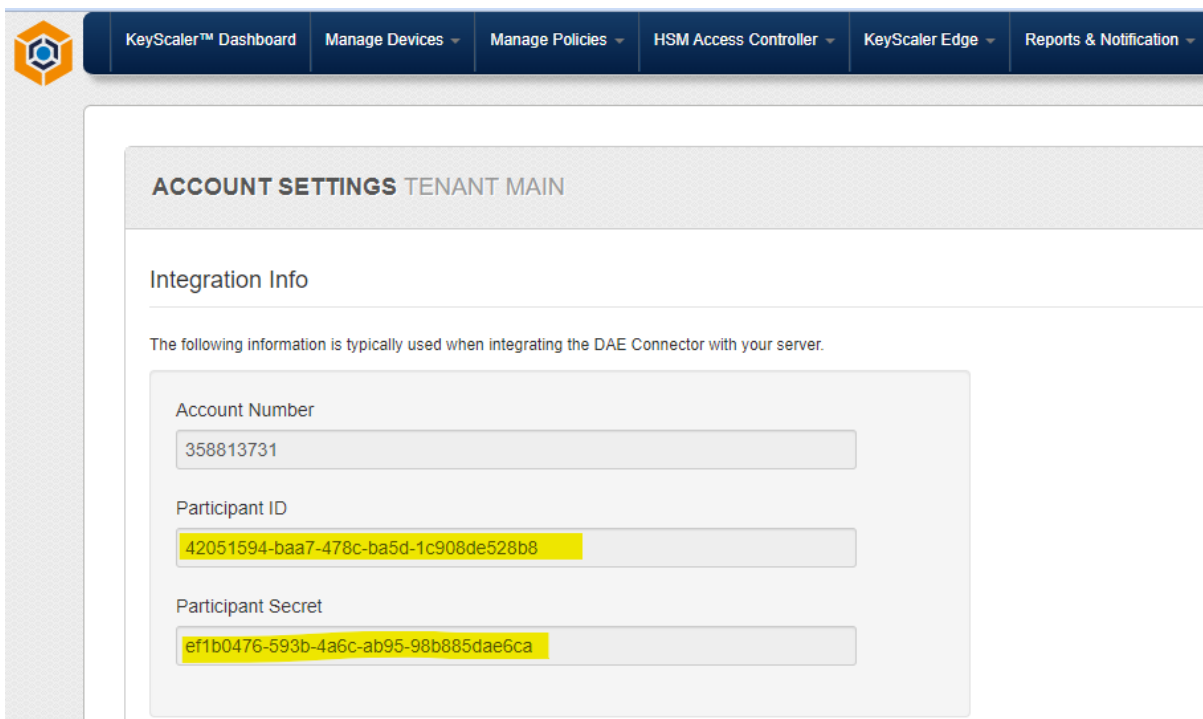 KeyScaler™ Dashboard Manage Devices Manage Policies HSM Access Controller KeyScaler Edge Reports & Notification
ACCOUNT SETTINGS TENANT MAIN
Integration Info
The following information is typically used when integrating the DAE Connector with your server.
Account Number
358813731
Participant ID
42051594-baa7-478c-ba5d-1c908de528b8
Participant Secret
ef1b0476-593b-4a6c-ab95-98b885dae6ca